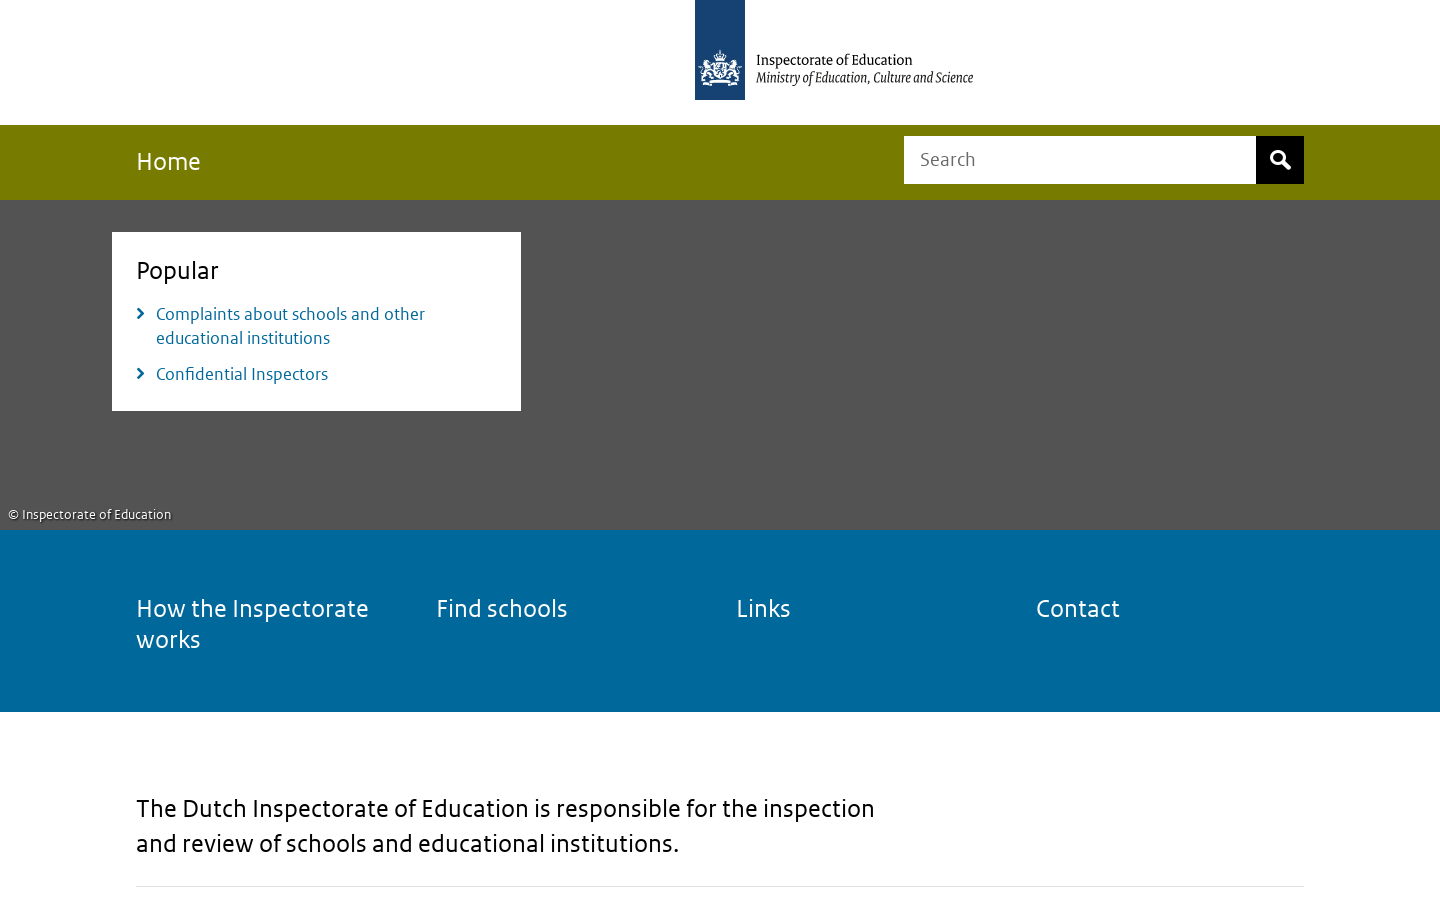 Inspectorate of Education
Ministry of Education, Culture and Science
Home
Search
Popular
Complaints about schools and other
educational institutions
Confidential Inspectors
© Inspectorate of Education
How the Inspectorate
works
Find schools
Links
Contact
The Dutch Inspectorate of Education is responsible for the inspection
and review of schools and educational institutions.